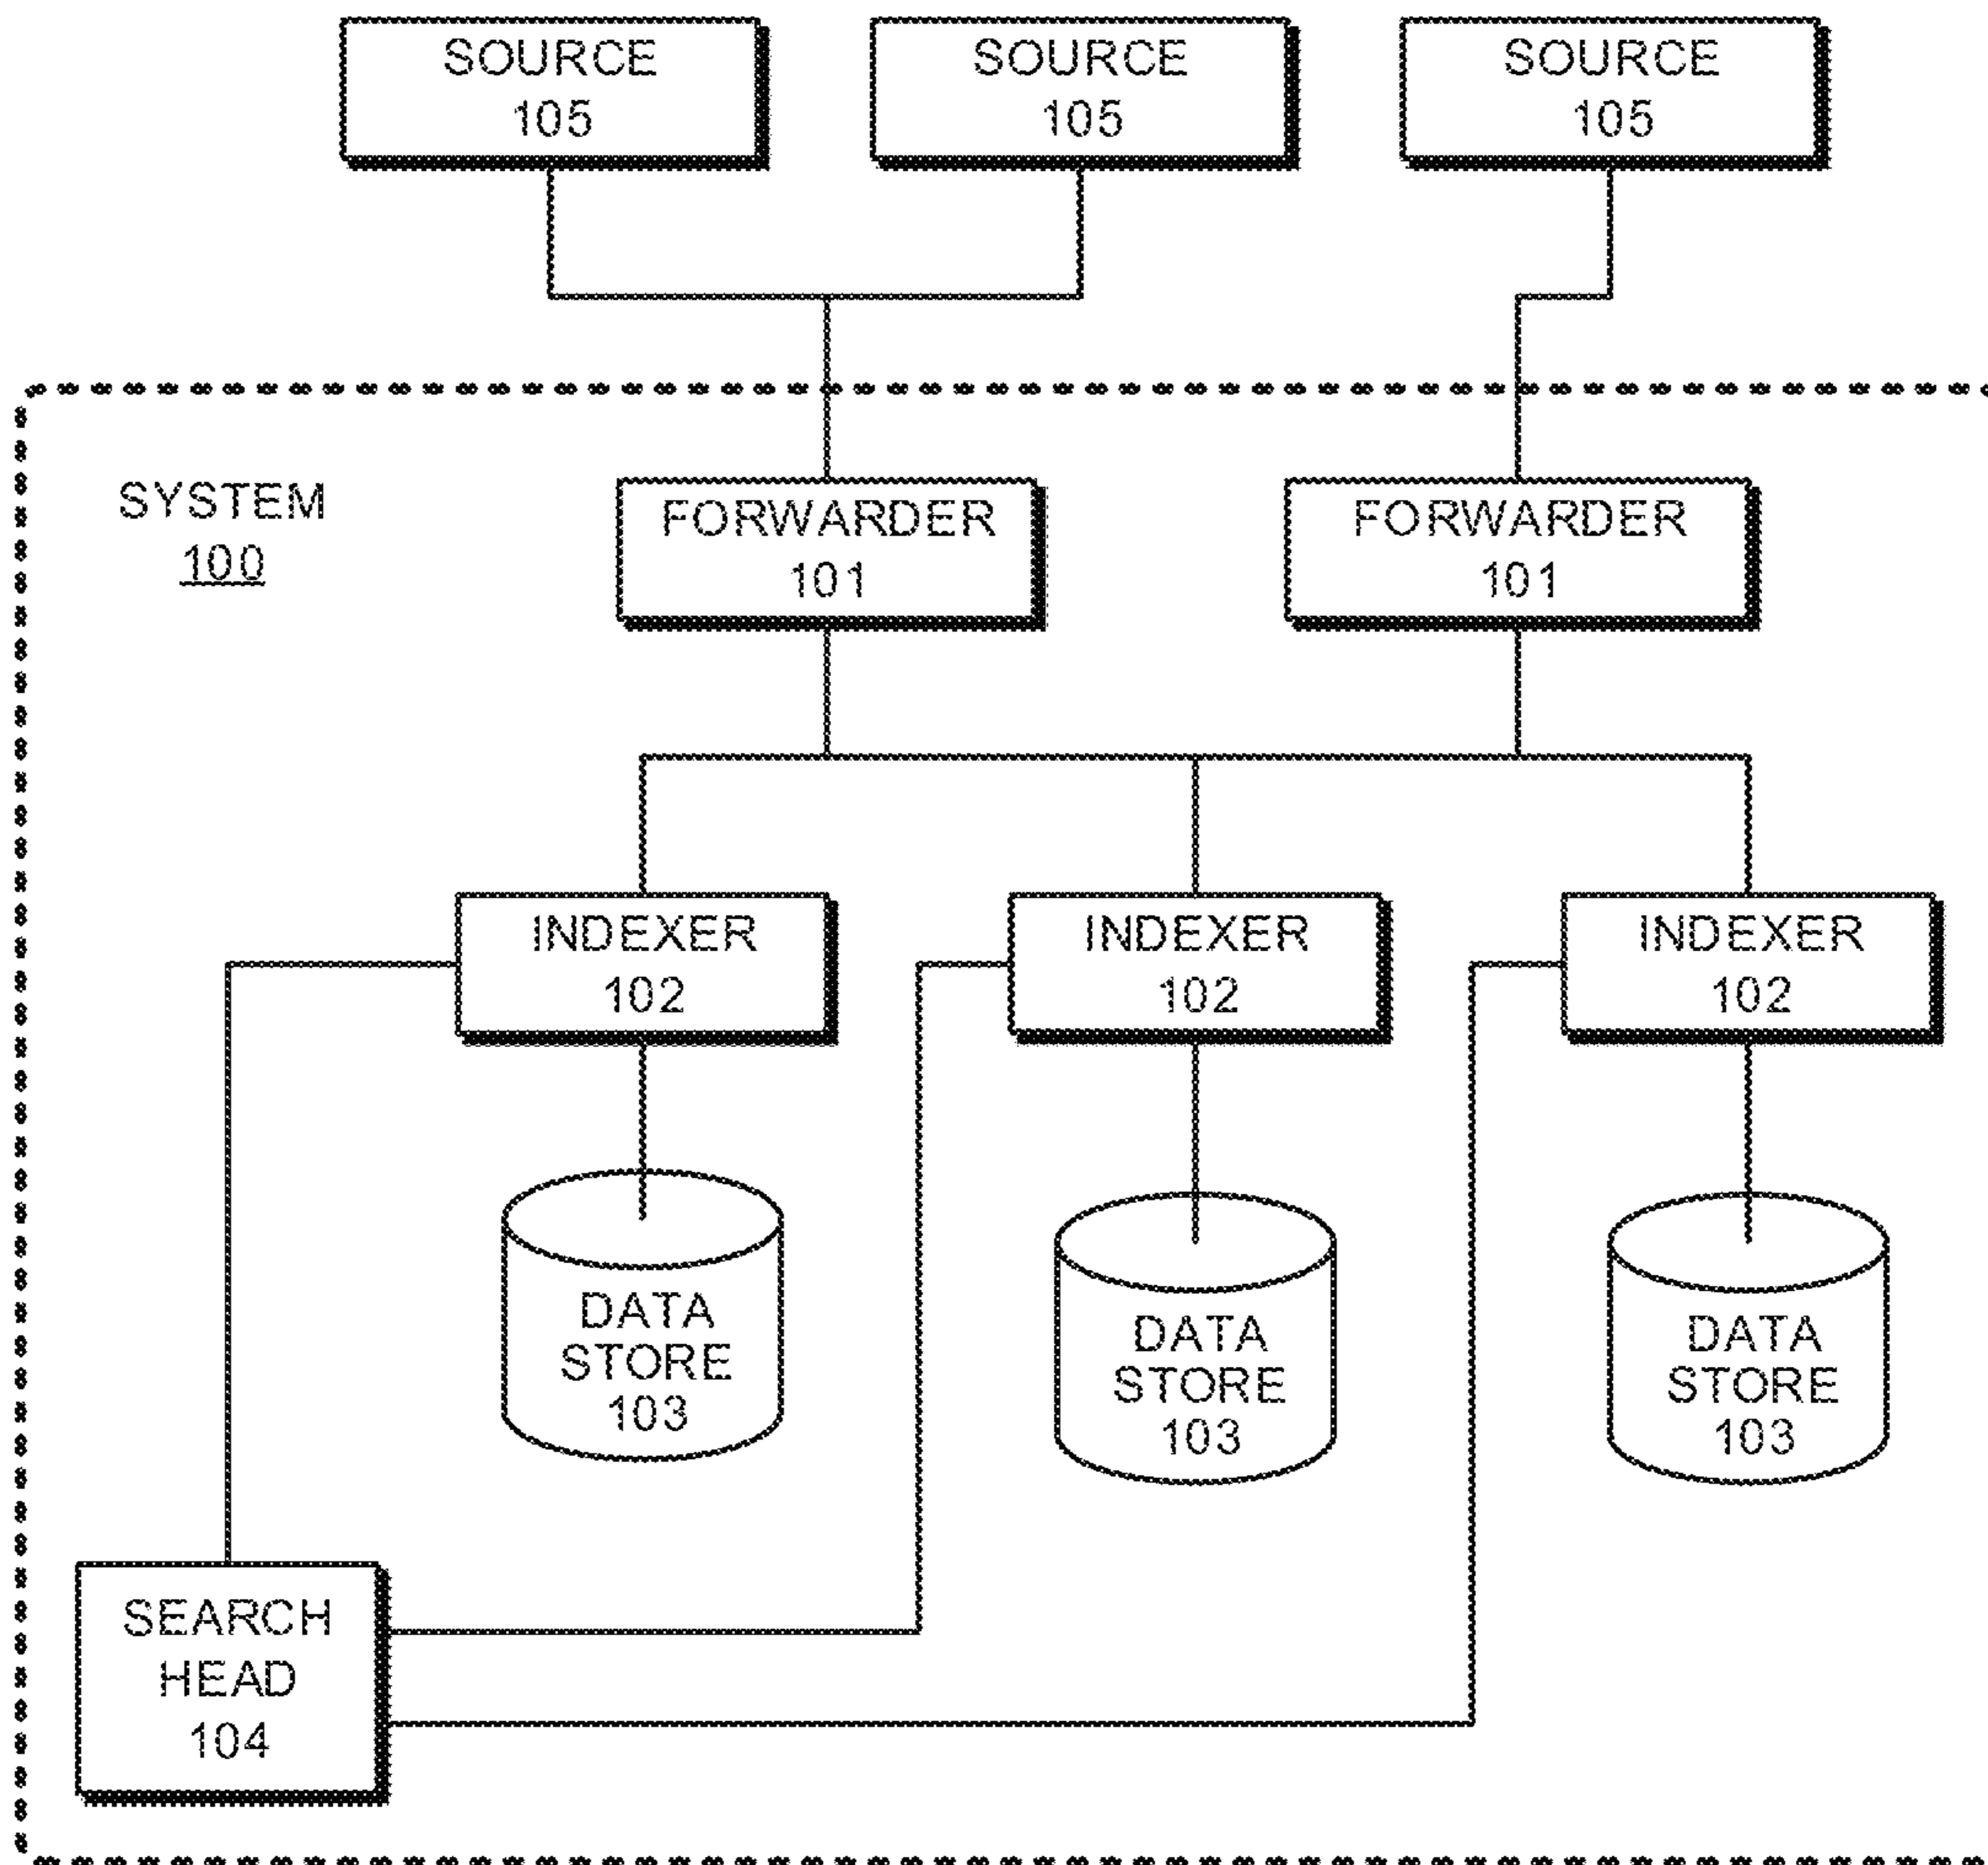 SOURCE
105
SOURCE
105
SOURCE
105
SYSTEM
100
FORWARDER
101
FORWARDER
101
INDEXER
102
INDEXER
102
INDEXER
102
DATA
STORE
103
DATA
STORE
103
DATA
STORE
103
SEARCH
HEAD
104